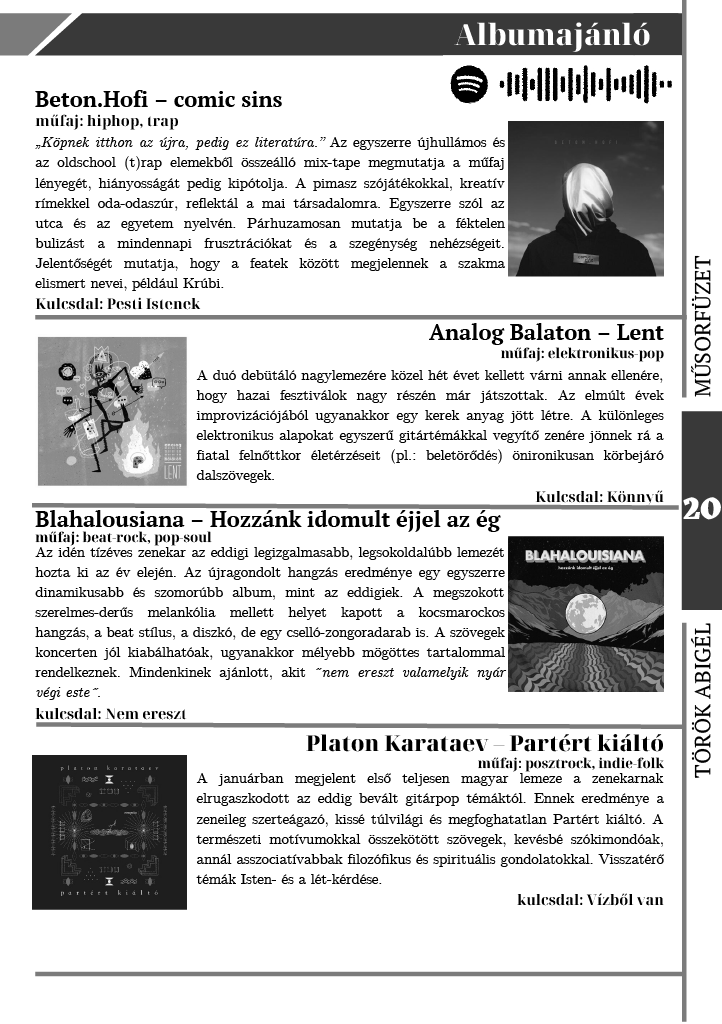 Albumajánló
Beton.Hofi – comic sins
műfaj: hiphop, trap
„Köpnek itthon az újra, pedig ez literatúra.” Az egyszerre újhullámos és
az oldschool (t)rap elemekből összeálló mix-tape megmutatja a műfaj
lényegét, hiányosságát pedig kipótolja. A pimasz szójátékokkal, kreatív
rímekkel oda-odaszúr, reflektál a mai társadalomra. Egyszerre szól az
utca és az egyetem nyelvén. Párhuzamosan mutatja be a féktelen
bulizást a mindennapi frusztrációkat és a szegénység nehézségeit.
Jelentőségét mutatja, hogy a featek között megjelennek a szakma
elismert nevei, például Krúbi.
Kulcsdal: Pesti Istenek
BETON HOFI
Analog Balaton – Lent
műfaj: elektronikus-pop
A duó debütáló nagylemezére közel hét évet kellett várni annak ellenére,
hogy hazai fesztiválok nagy részén már játszottak. Az elmúlt évek
improvizációjából ugyanakkor egy kerek anyag jött létre. A különleges
elektronikus alapokat egyszerű gitártémákkal vegyítő zenére jönnek rá a
fiatal felnőttkor életérzéseit (pl.: beletörődés) önironikusan körbejáró
dalszövegek.
Kulcsdal: Könnyű
LENT
Blahalousiana – Hozzánk idomult éjjel az ég
műfaj: beat-rock, pop-soul
Az idén tízéves zenekar az eddigi legizgalmasabb, legsokoldalúbb lemezét
hozta ki az év elején. Az újragondolt hangzás eredménye egy egyszerre
dinamikusabb és szomorúbb album, mint az eddigiek. A megszokott
szerelmes-derűs melankólia mellett helyet kapott a kocsmarockos
hangzás, a beat stílus, a diszkó, de egy cselló-zongoradarab is. A szövegek
koncerten jól kiabálhatóak, ugyanakkor mélyebb mögöttes tartalommal
rendelkeznek. Mindenkinek ajánlott, akit ˝nem ereszt valamelyik nyár
végi este˝.
kulcsdal: Nem ereszt
BLAHALOUISIANA
hozzánk idomult éjjel az ég
Platon Karataev – Partért kiáltó
műfaj: posztrock, indie-folk
A januárban megjelent első teljesen magyar lemeze a zenekarnak
elrugaszkodott az eddig bevált gitárpop témáktól. Ennek eredménye a
zeneileg szerteágazó, kissé túlvilági és megfoghatatlan Partért kiáltó. A
természeti motívumokkal összekötött szövegek, kevésbé szókimondóak,
annál asszociatívabbak filozófikus és spirituális gondolatokkal. Visszatérő
témák Isten- és a lét-kérdése.
kulcsdal: Vízből van
platon karataev
partért kiáltó
MŰSORFÜZET
20
TÖRÖK ABIGÉL